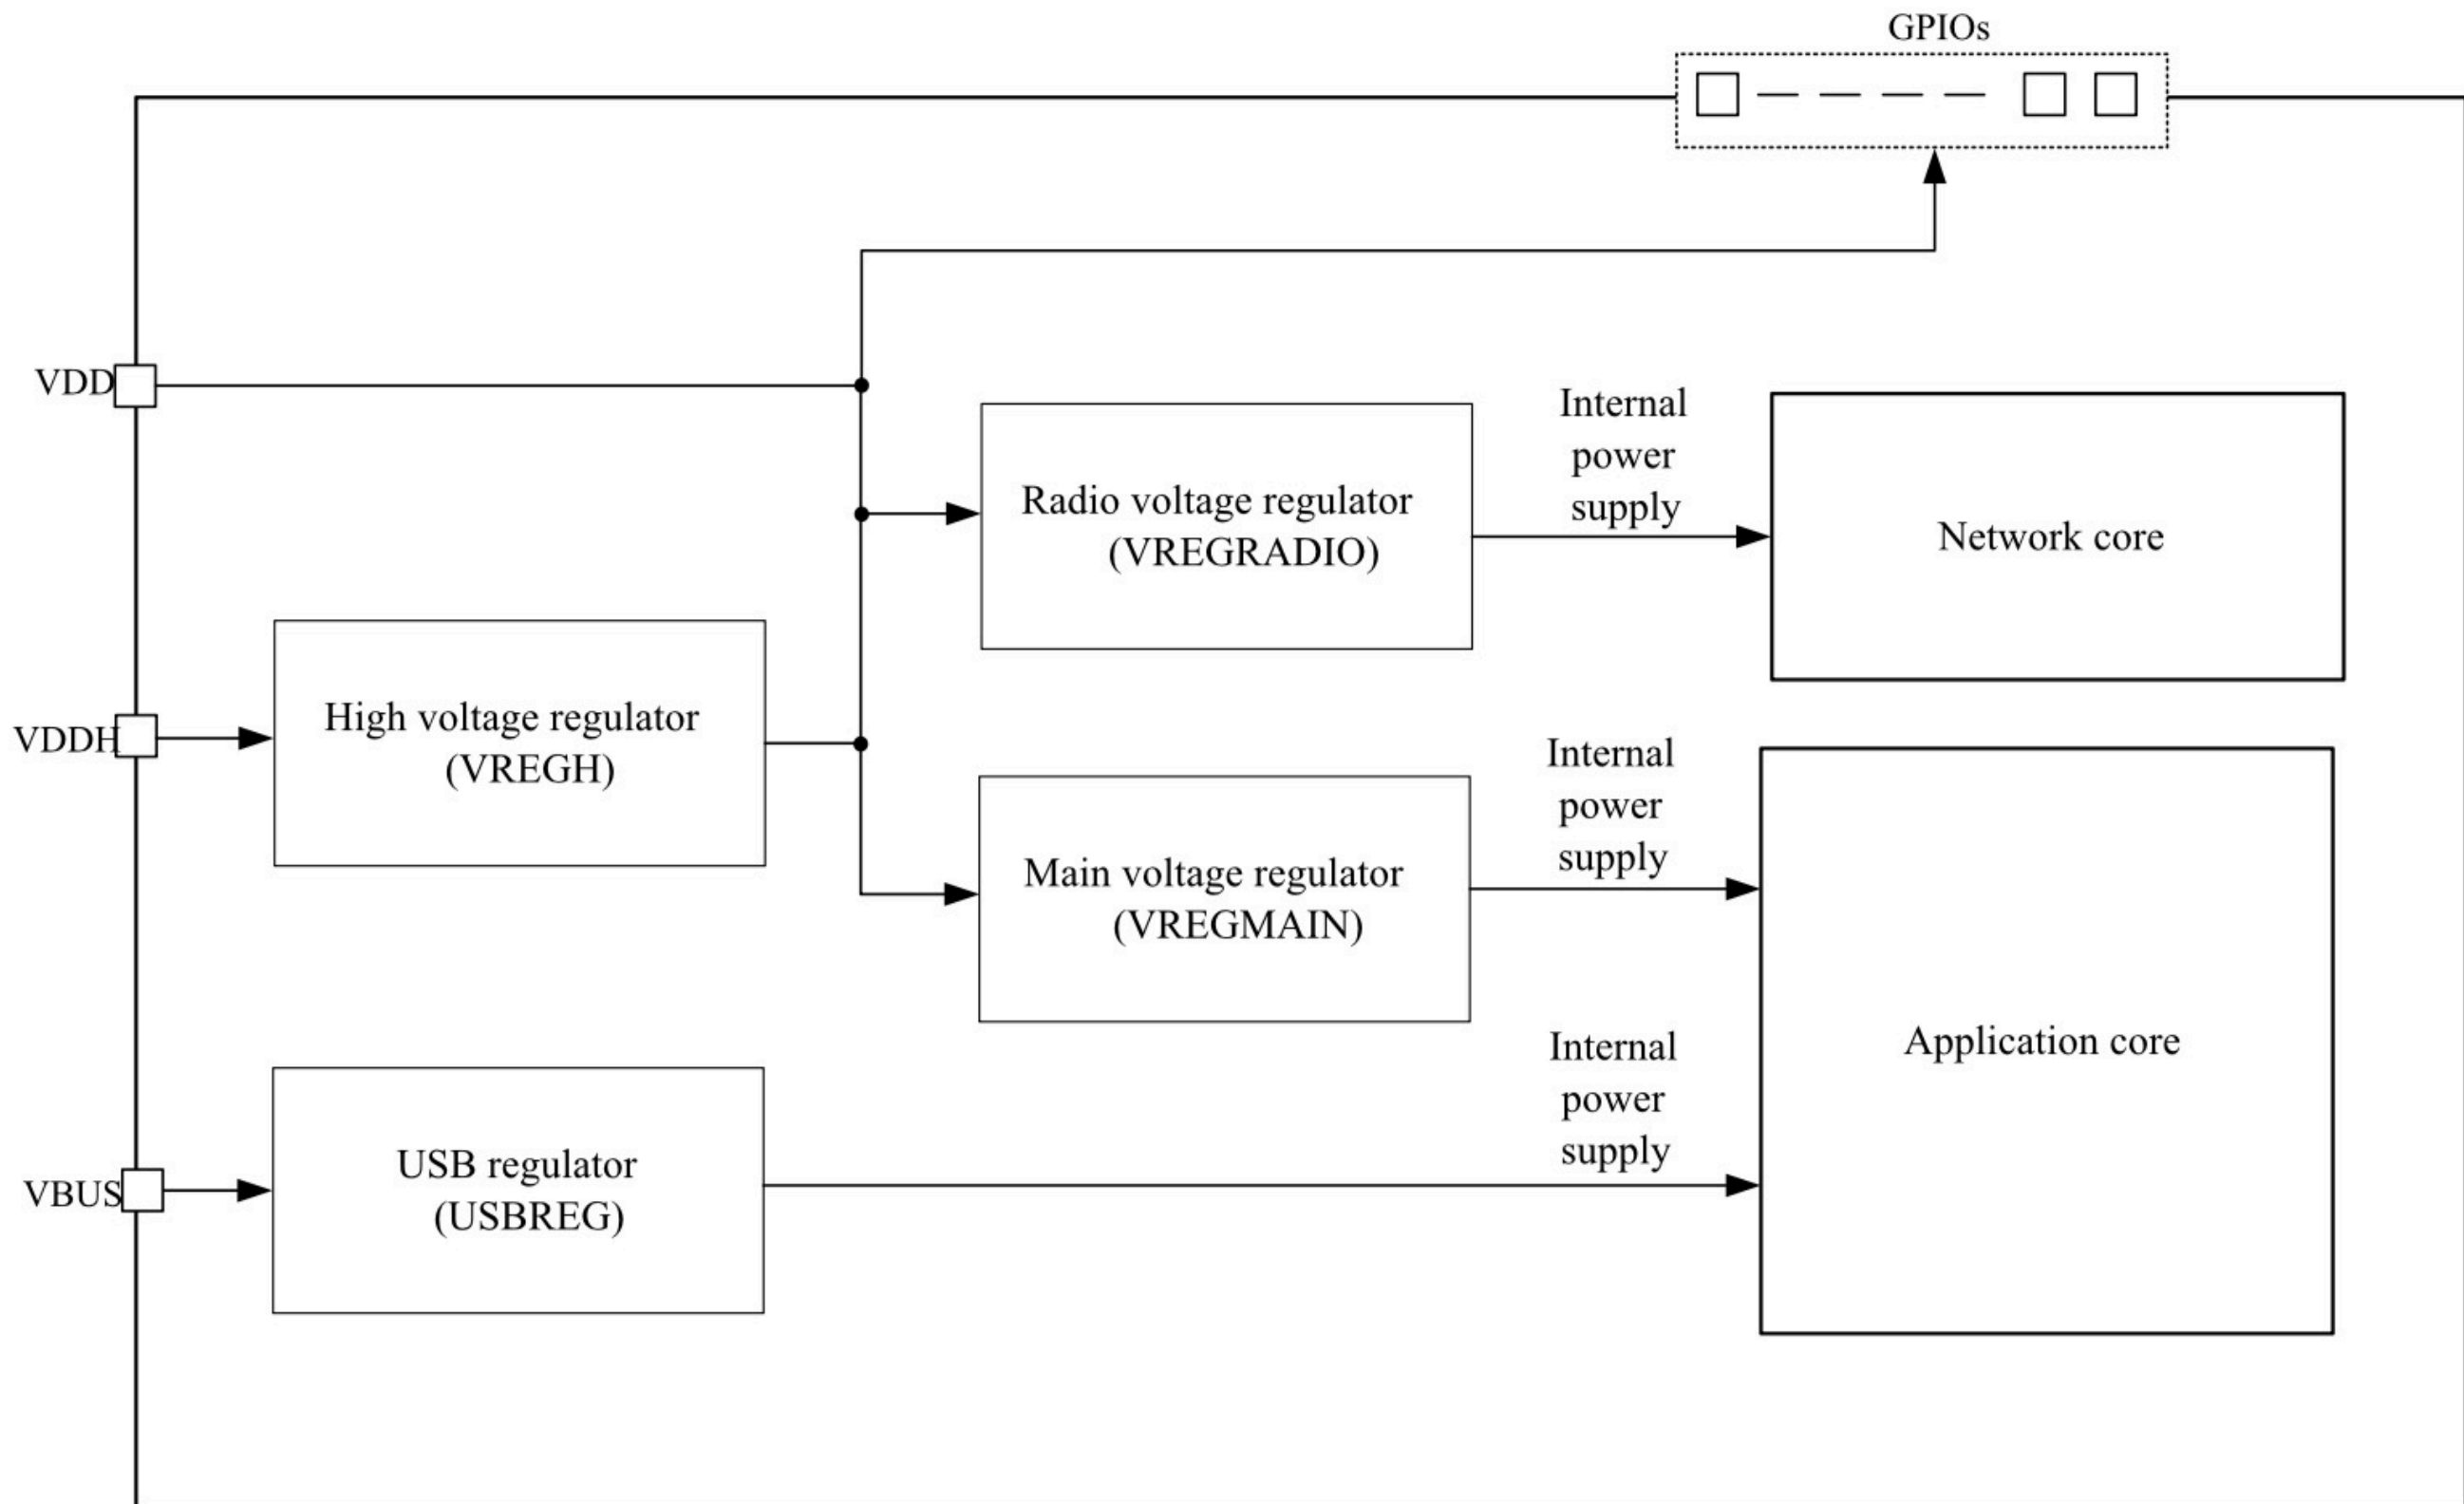 GPIOs
VDD
Internal
power
supply
Radio voltage regulator
(VREGRADIO)
Network core
High voltage regulator
(VREGH)
VDDH
Internal
power
supply
Main voltage regulator
(VREGMAIN)
Application core
Internal
power
supply
USB regulator
(USBREG)
VBUS